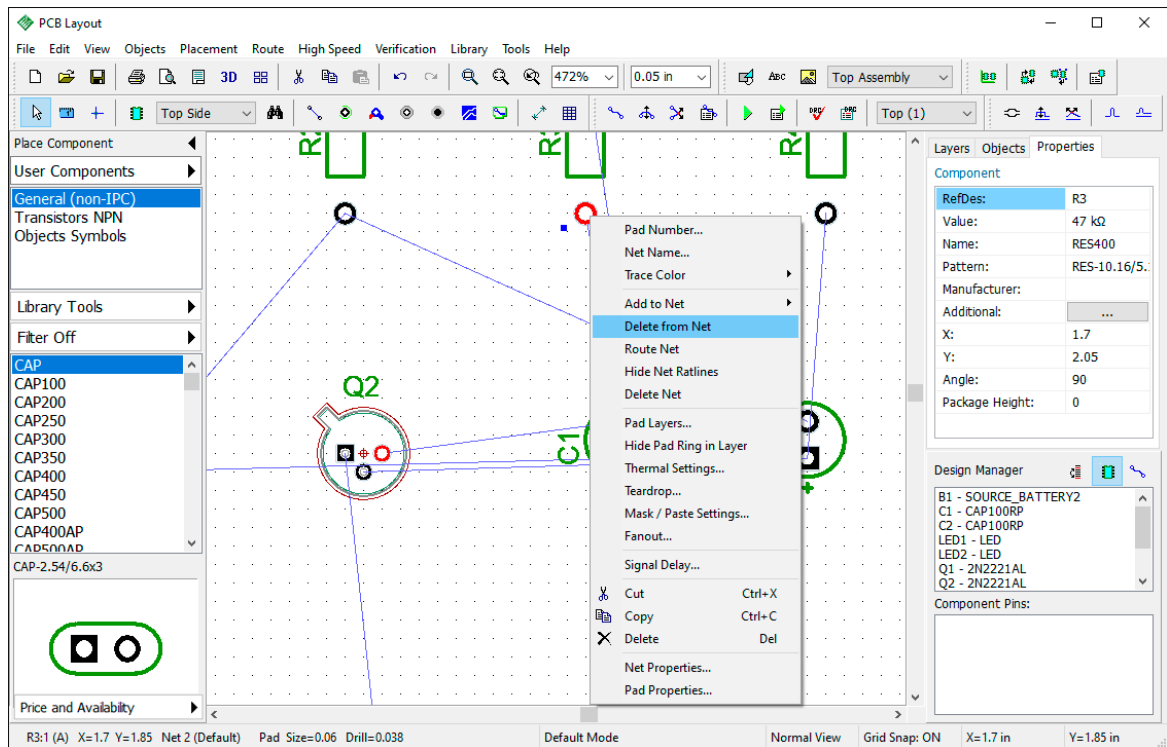 PCB Layout
File Edit View Objects Placement Route High Speed Verification Library Tools Help
3D 472% 0.05 in ABC Top Assembly
Top Side Top (1)
Place Component
User Components
General (non-IPC)
Transistors NPN
Objects Symbols
Library Tools
Filter Off
CAP
CAP100
CAP200
CAP250
CAP300
CAP350
CAP400
CAP450
CAP500
CAP400AP
CAP500AP
CAP-2.54/6.6x3
Price and Availability
Q2
C1
+
Pad Number...
Net Name...
Trace Color
Add to Net
Delete from Net
Route Net
Hide Net Ratlines
Delete Net
Pad Layers...
Hide Pad Ring in Layer
Thermal Settings...
Teardrop...
Mask / Paste Settings...
Fanout...
Signal Delay...
Cut Ctrl+X
Copy Ctrl+C
Delete Del
Net Properties...
Pad Properties...
Layers Objects Properties
Component
RefDes: R3
Value: 47 kΩ
Name: RES400
Pattern: RES-10.16/5.
Manufacturer:
Additional: ...
X: 1.7
Y: 2.05
Angle: 90
Package Height: 0
Design Manager
B1 - SOURCE_BATTERY2
C1 - CAP100RP
C2 - CAP100RP
LED1 - LED
LED2 - LED
Q1 - 2N2221AL
Q2 - 2N2221AL
Component Pins:
R3:1 (A) X=1.7 Y=1.85 Net 2 (Default) Pad Size=0.06 Drill=0.038 Default Mode Normal View Grid Snap: ON X=1.7 in Y=1.85 in